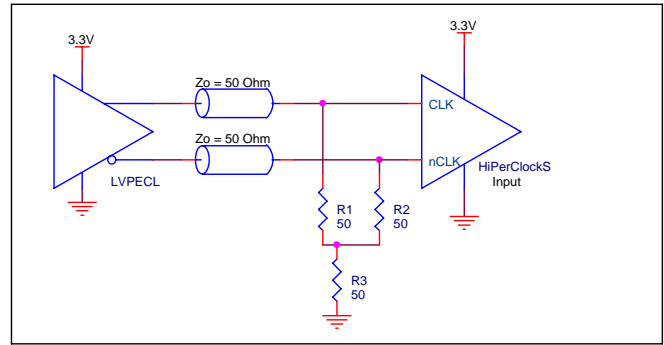 3.3V
3.3V
Zo = 50 Ohm
CLK
Zo = 50 Ohm
nCLK
LVPECL
HiPerClockS
Input
R1
50
R2
50
R3
50